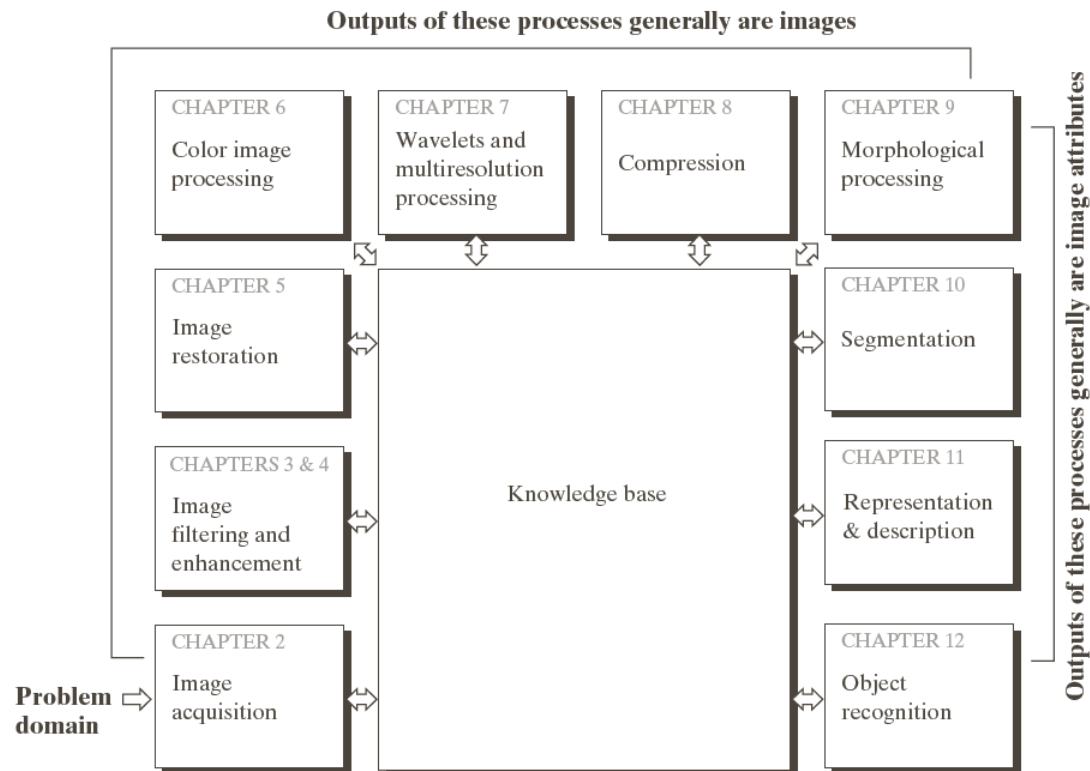 Outputs of these processes generally are images
CHAPTER 6
Color image
processing
CHAPTER 7
Wavelets and
multiresolution
processing
CHAPTER 8
Compression
CHAPTER 9
Morphological
processing
Outputs of these processes generally are image attributes
CHAPTER 5
Image
restoration
CHAPTER 10
Segmentation
CHAPTERS 3 & 4
Image
filtering and
enhancement
Knowledge base
CHAPTER 11
Representation
& description
Problem
domain
CHAPTER 2
Image
acquisition
CHAPTER 12
Object
recognition